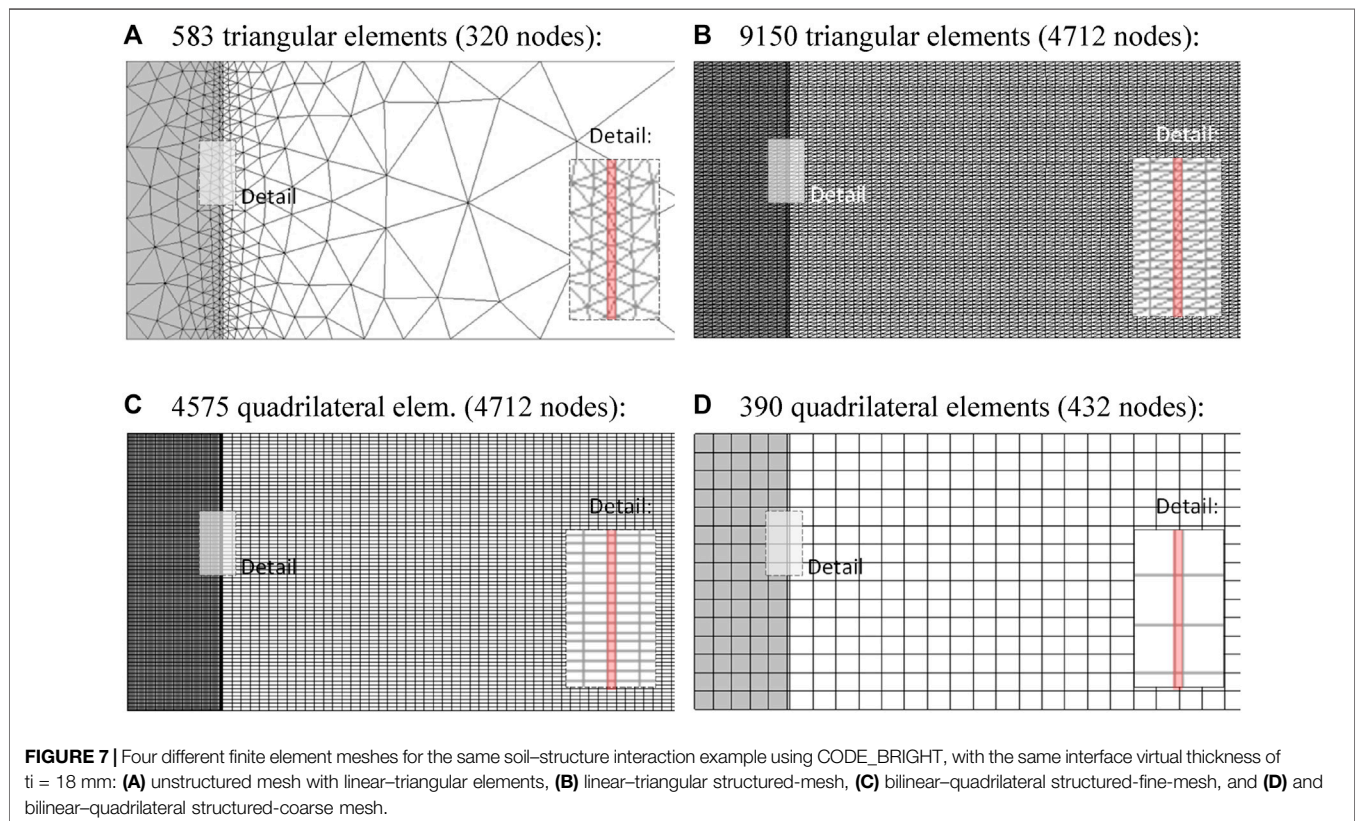 A 583 triangular elements (320 nodes):
Detail:
Detail
B 9150 triangular elements (4712 nodes):
Detail:
Detail
C 4575 quadrilateral elem. (4712 nodes):
Detail:
Detail
D 390 quadrilateral elements (432 nodes):
Detail:
Detail
FIGURE 7 | Four different finite element meshes for the same soil–structure interaction example using CODE_BRIGHT, with the same interface virtual thickness of
ti = 18 mm: (A) unstructured mesh with linear–triangular elements, (B) linear–triangular structured-mesh, (C) bilinear–quadrilateral structured-fine-mesh, and (D) and
bilinear–quadrilateral structured-coarse mesh.